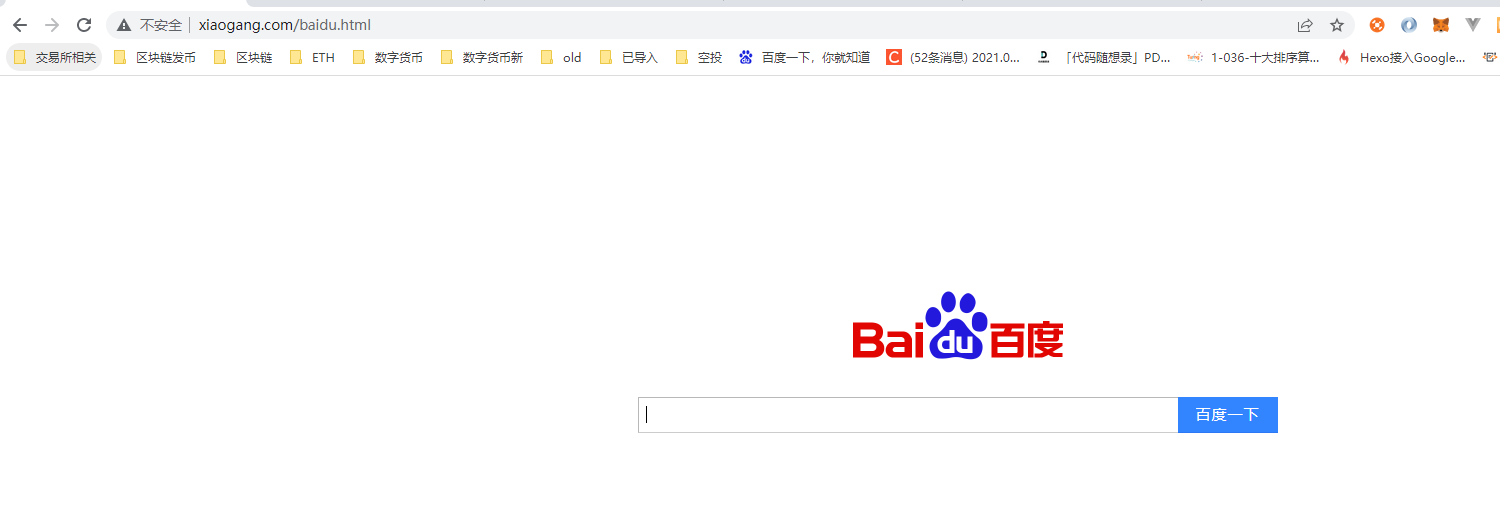 不安全 xiaogang.com/baidu.html
交易所相关 区块链发币 区块链 ETH 数字货币 数字货币新 old 已导入 空投 百度一下，你就知道 C (52条消息) 2021.0... 「代码随想录」PD... 1-036-十大排序算... Hexo接入Google...
Bai du 百度
百度一下